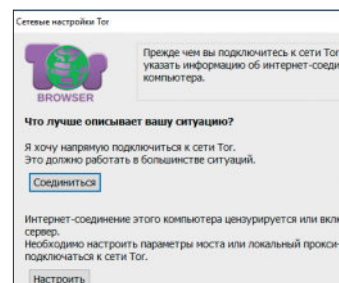 Сетевые настройки Tor
Tor
BROWSER
Прежде чем вы подключитесь к сети Tor
указать информацию об интернет-соеди
компьютера.
Что лучше описывает вашу ситуацию?
Я хочу напрямую подключиться к сети Tor.
Это должно работать в большинстве ситуаций.
Соединиться
Интернет-соединение этого компьютера цензурируется или вклю
сервер.
Необходимо настроить параметры моста или локальный прокси-
подключаться к сети Tor.
Настроить